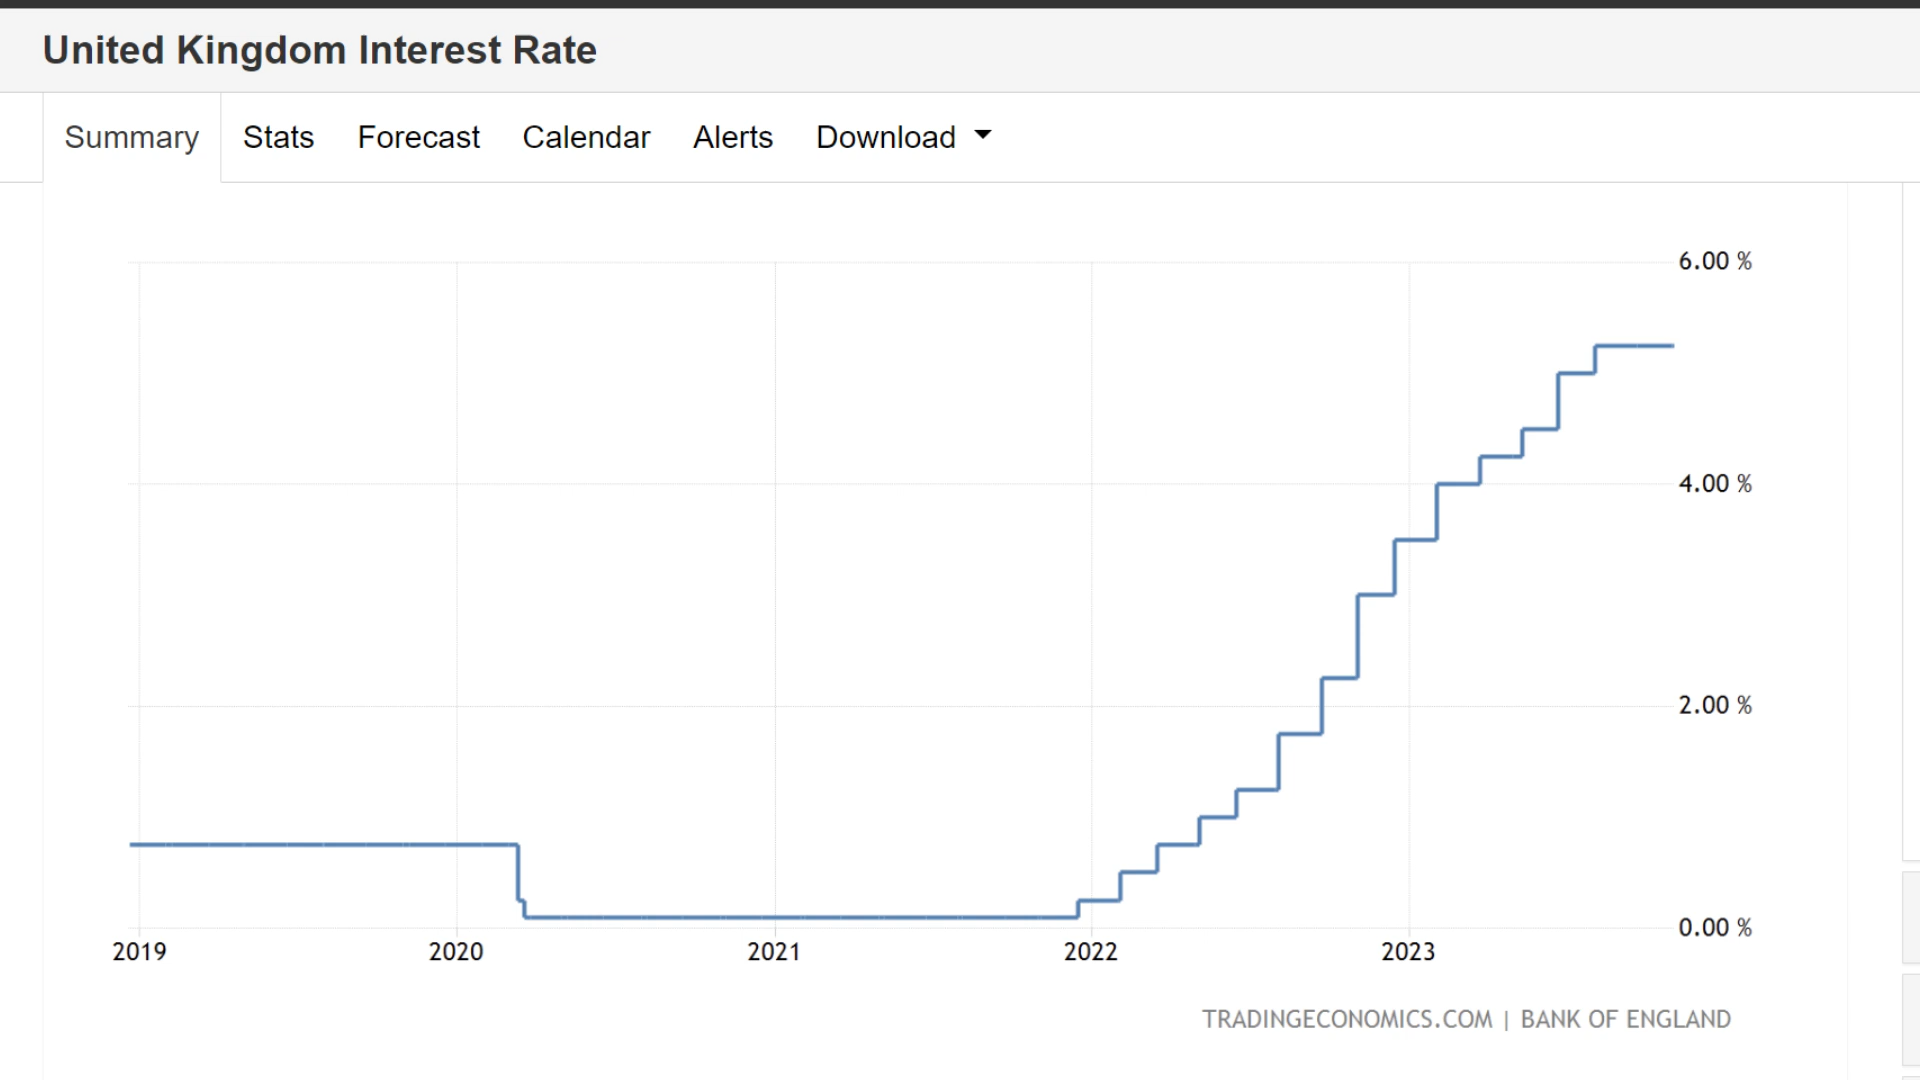 United Kingdom Interest Rate
Summary Stats Forecast Calendar Alerts Download
6.00 %
4.00 %
2.00 %
0.00 %
2019 2020 2021 2022 2023
TRADINGECONOMICS.COM | BANK OF ENGLAND